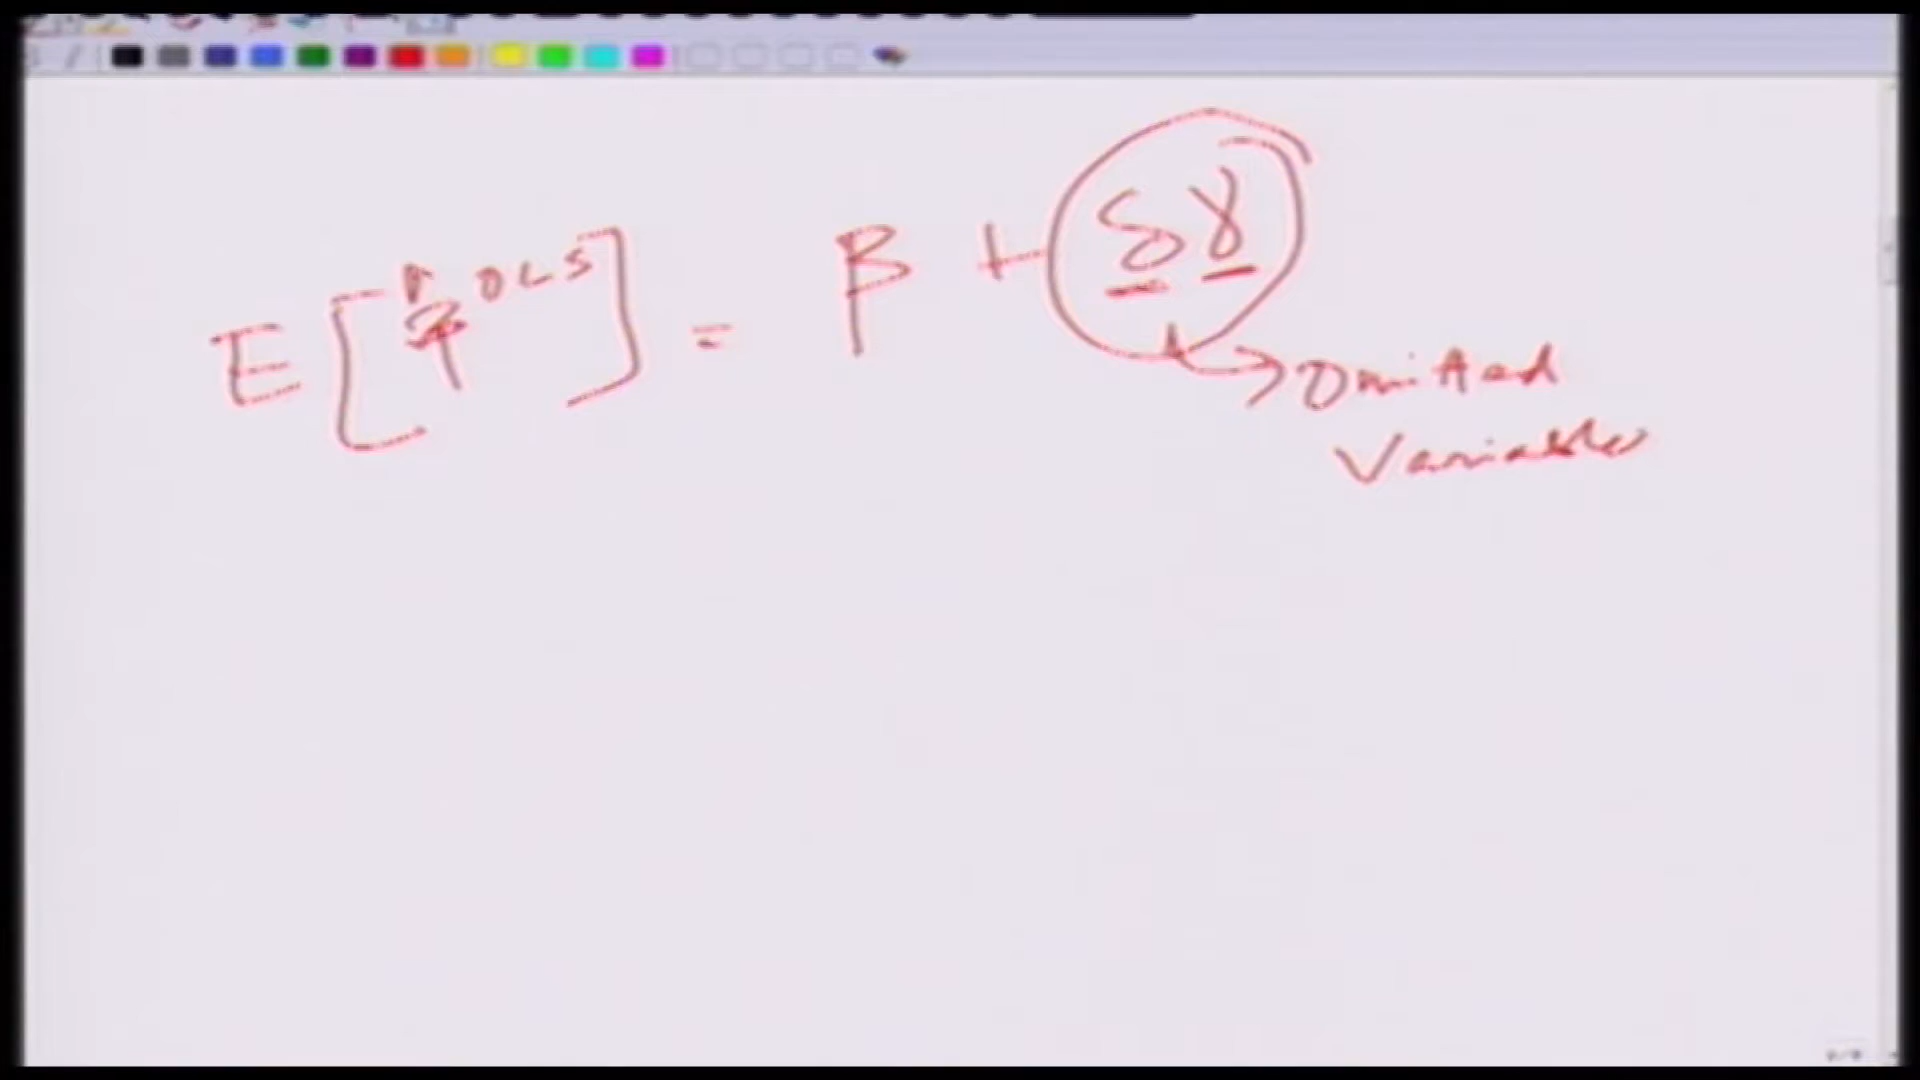 E[β̂^OLS] = β + δγ
Omitted
Variable